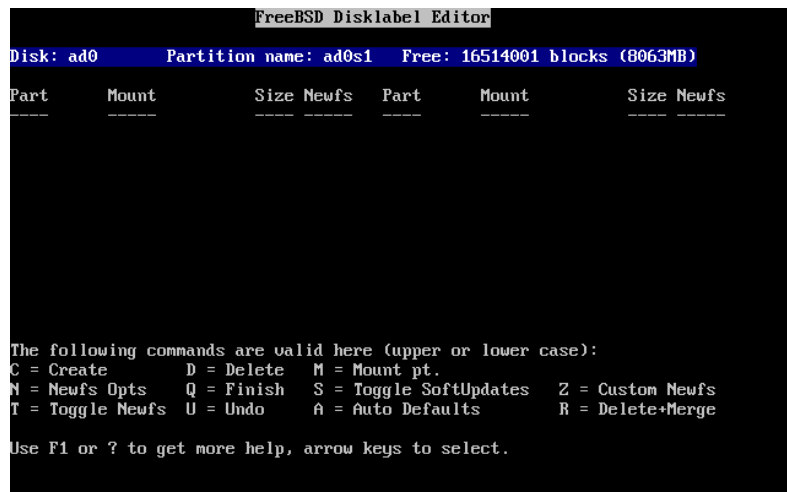 FreeBSD Disklabel Editor
Disk: ad0 Partition name: ad0s1 Free: 16514001 blocks (8063MB)
Part Mount Size Newfs Part Mount Size Newfs
---- ----- ---- ----- ---- ----- ---- -----
The following commands are valid here (upper or lower case):
C = Create D = Delete M = Mount pt.
N = Newfs Opts Q = Finish S = Toggle SoftUpdates Z = Custom Newfs
T = Toggle Newfs U = Undo A = Auto Defaults R = Delete+Merge
Use F1 or ? to get more help, arrow keys to select.